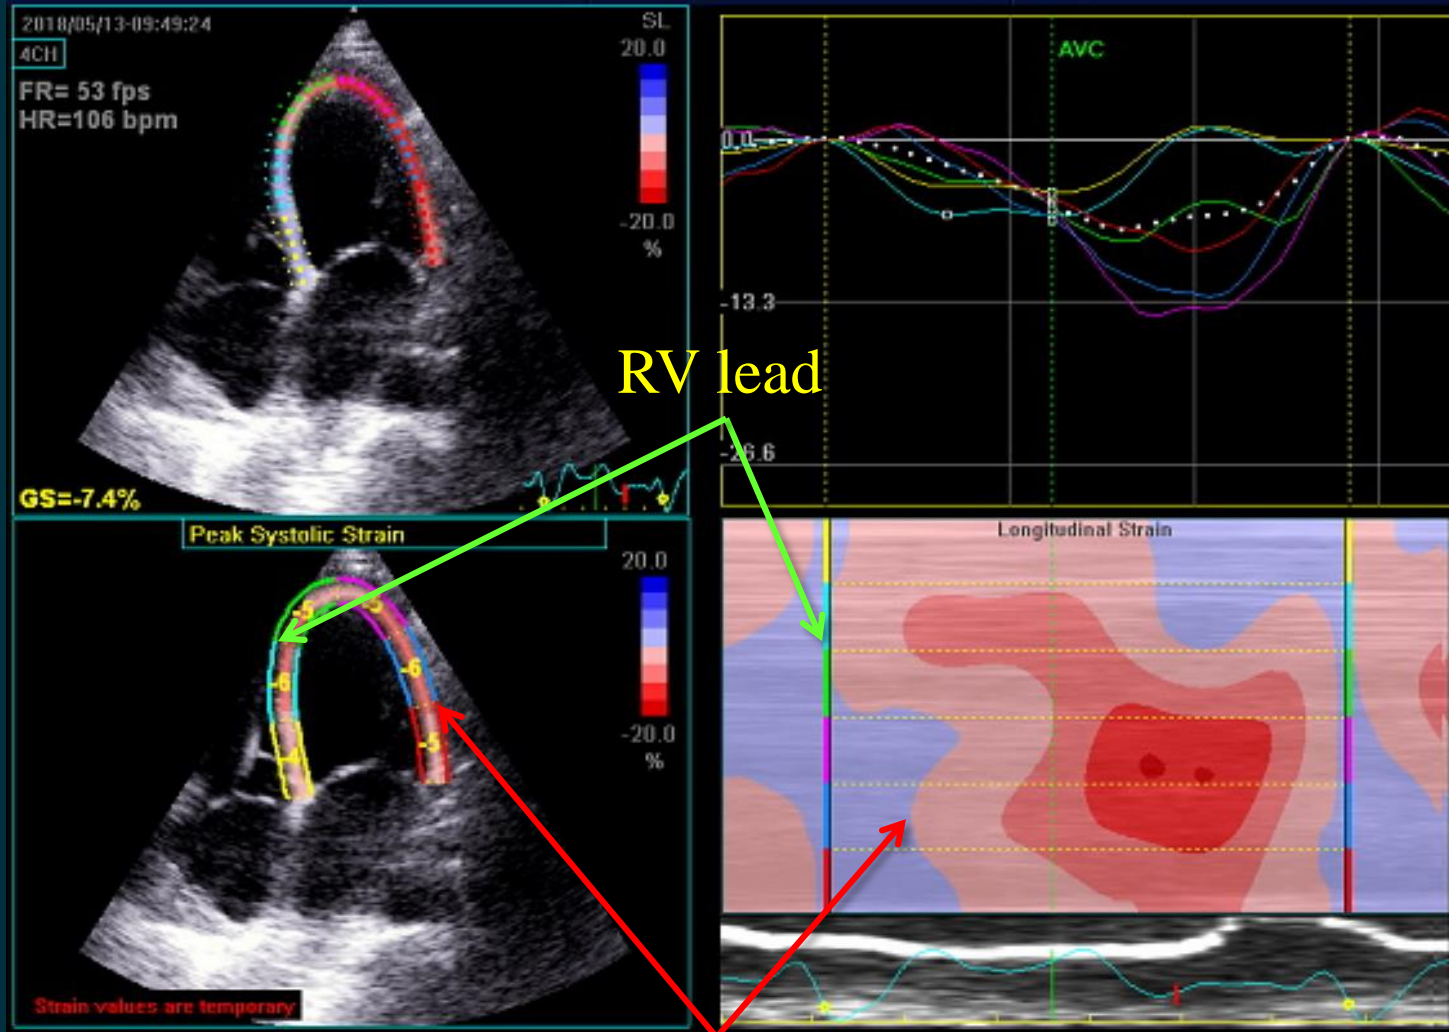 2018/05/13-09:49:24
4CH
FR= 53 fps
HR=106 bpm
SL
20.0
-20.0
%
GS=-7.4%
AVC
0.0
-13.3
-26.6
RV lead
Peak Systolic Strain
20.0
-20.0
%
-5
-5
-6
-6
-5
Strain values are temporary
Longitudinal Strain